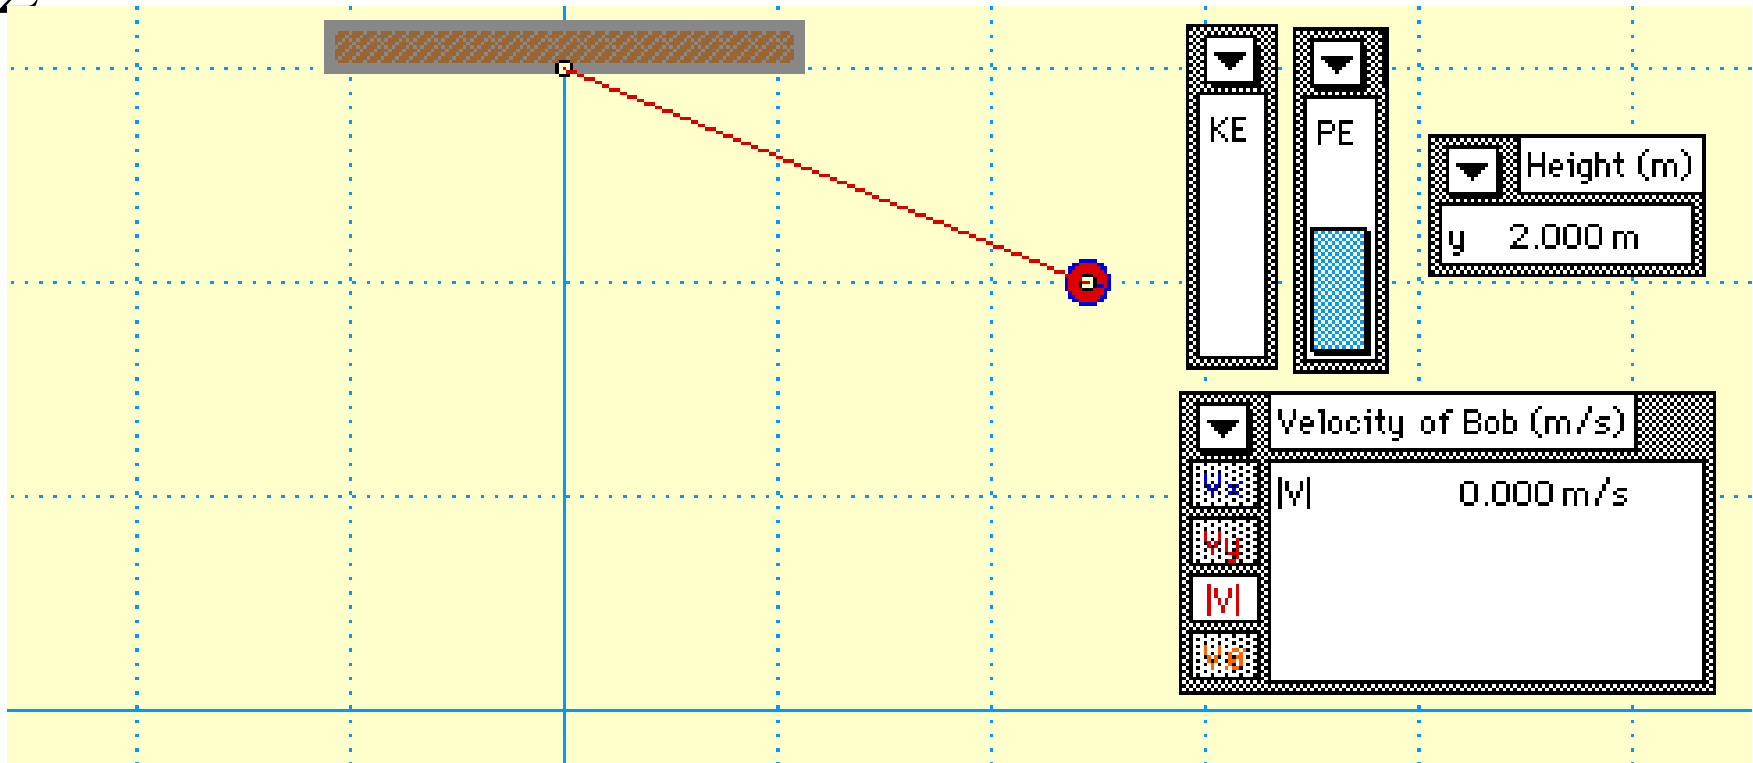 KE
PE
Height (m)
y 2.000 m
Velocity of Bob (m/s)
Vx
|V| 0.000 m/s
Vy
|V|
Vθ